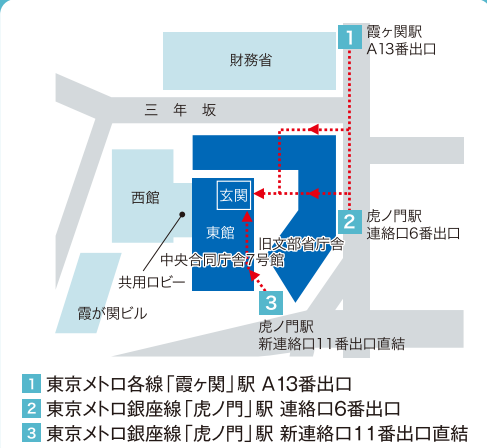 1
霞ヶ関駅
A13番出口
財務省
三年坂
西館
玄関
2
虎ノ門駅
連絡口6番出口
東館
旧文部省庁舎
中央合同庁舎7号館
共用ロビー
霞が関ビル
3
虎ノ門駅
新連絡口11番出口直結
1 東京メトロ各線「霞ヶ関」駅 A13番出口
2 東京メトロ銀座線「虎ノ門」駅 連絡口6番出口
3 東京メトロ銀座線「虎ノ門」駅 新連絡口11番出口直結